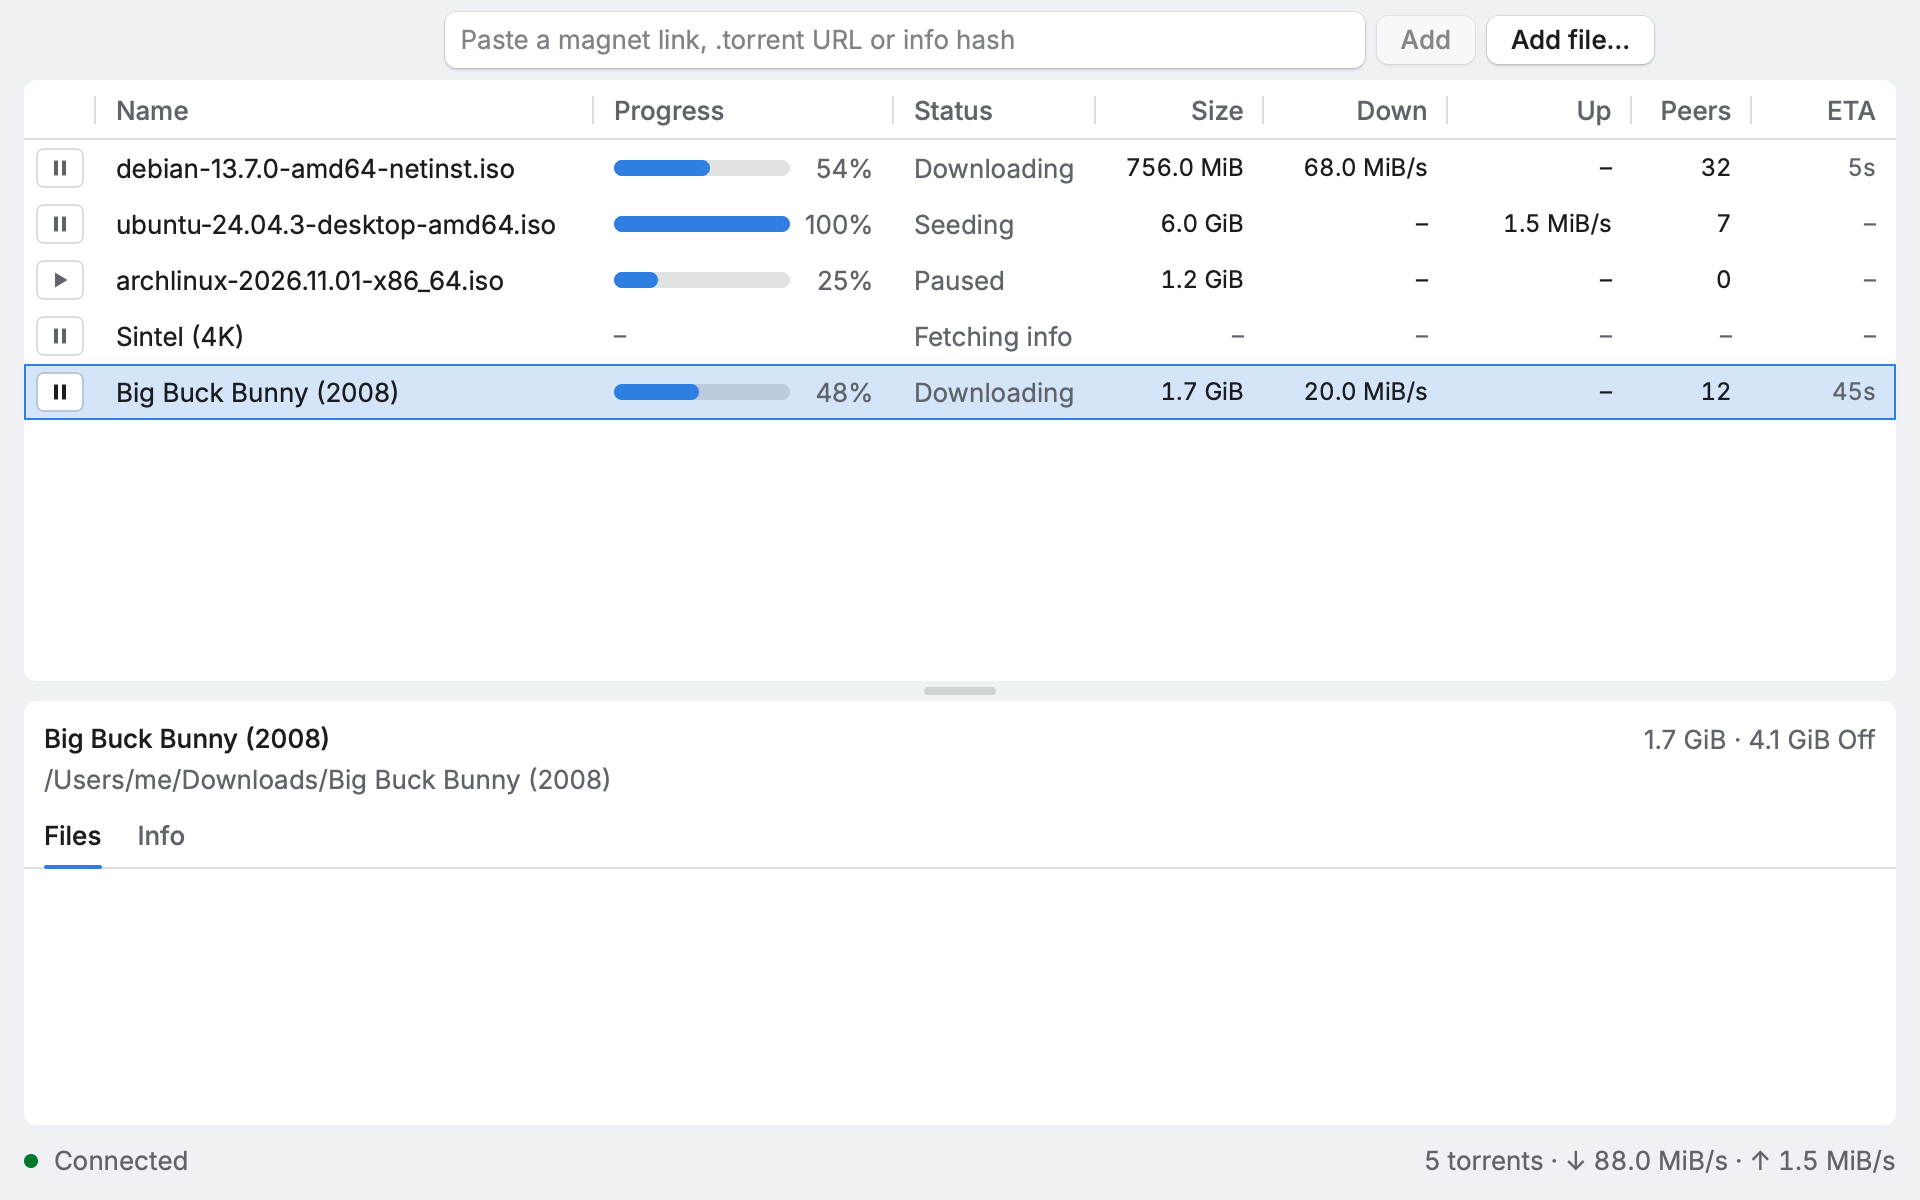 Paste a magnet link, .torrent URL or info hash Add Add file...
Name Progress Status Size Down Up Peers ETA
debian-13.7.0-amd64-netinst.iso 54% Downloading 756.0 MiB 68.0 MiB/s – 32 5s
ubuntu-24.04.3-desktop-amd64.iso 100% Seeding 6.0 GiB – 1.5 MiB/s 7 –
archlinux-2026.11.01-x86_64.iso 25% Paused 1.2 GiB – – 0 –
Sintel (4K) – Fetching info – – – – –
Big Buck Bunny (2008) 48% Downloading 1.7 GiB 20.0 MiB/s – 12 45s
Big Buck Bunny (2008) 1.7 GiB · 4.1 GiB Off
/Users/me/Downloads/Big Buck Bunny (2008)
Files Info
Connected 5 torrents · ↓ 88.0 MiB/s · ↑ 1.5 MiB/s